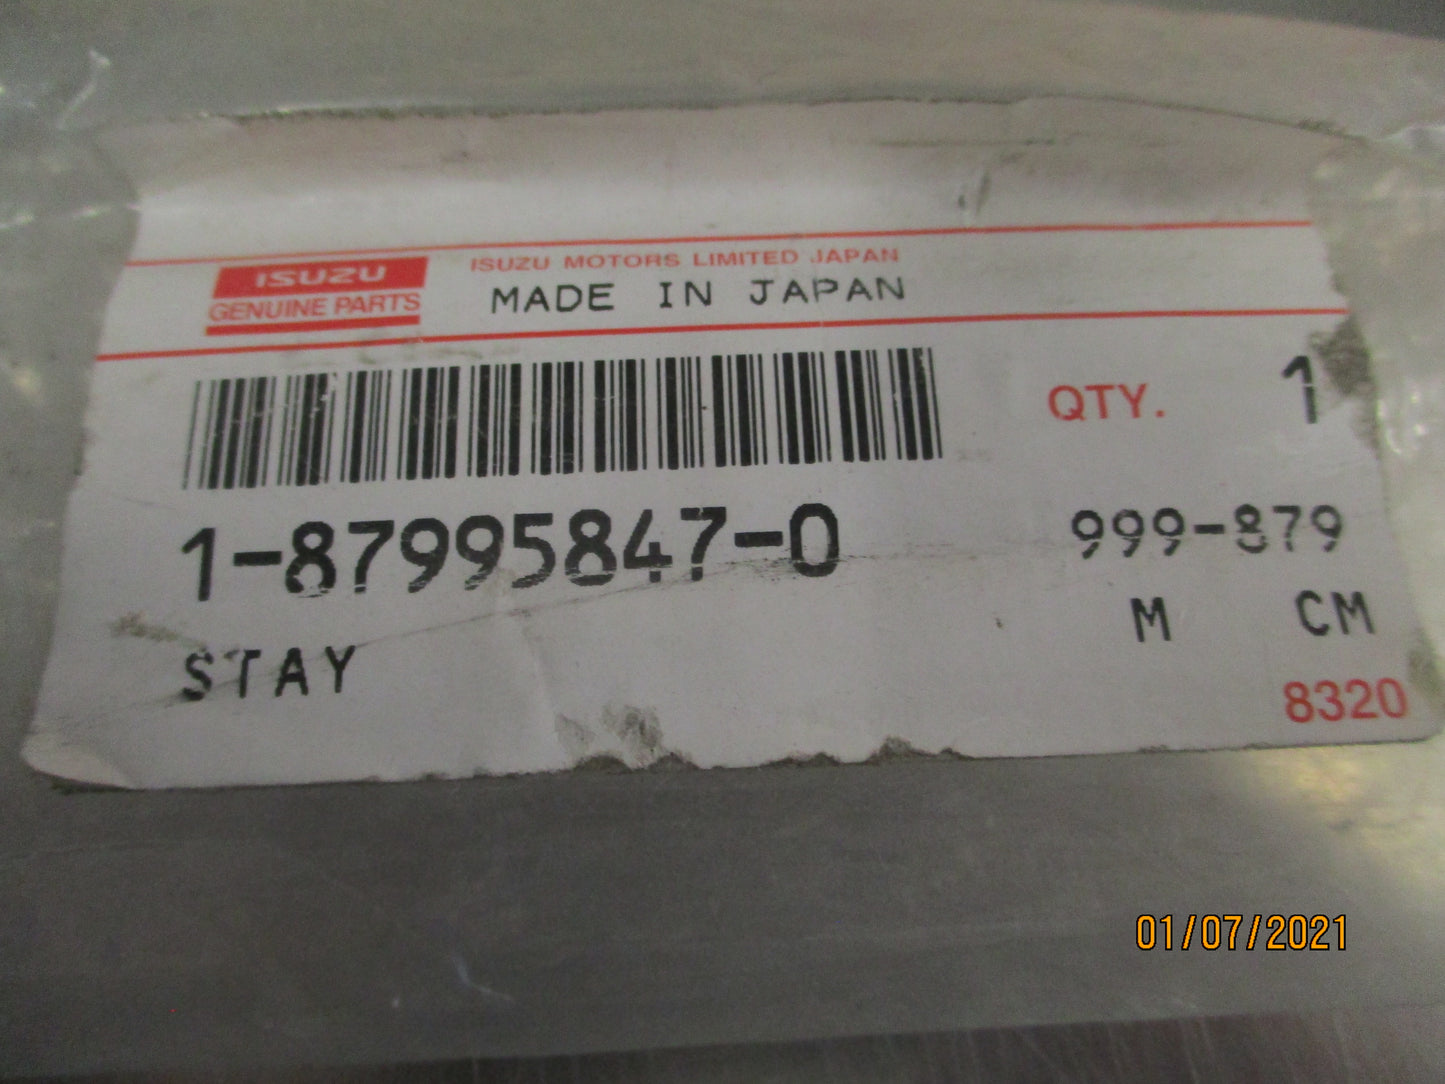 ISUZU
GENUINE PARTS
ISUZU MOTORS LIMITED JAPAN
MADE IN JAPAN
QTY. 1
1-87995847-0
999-879
M CM
STAY
8320
01/07/2021